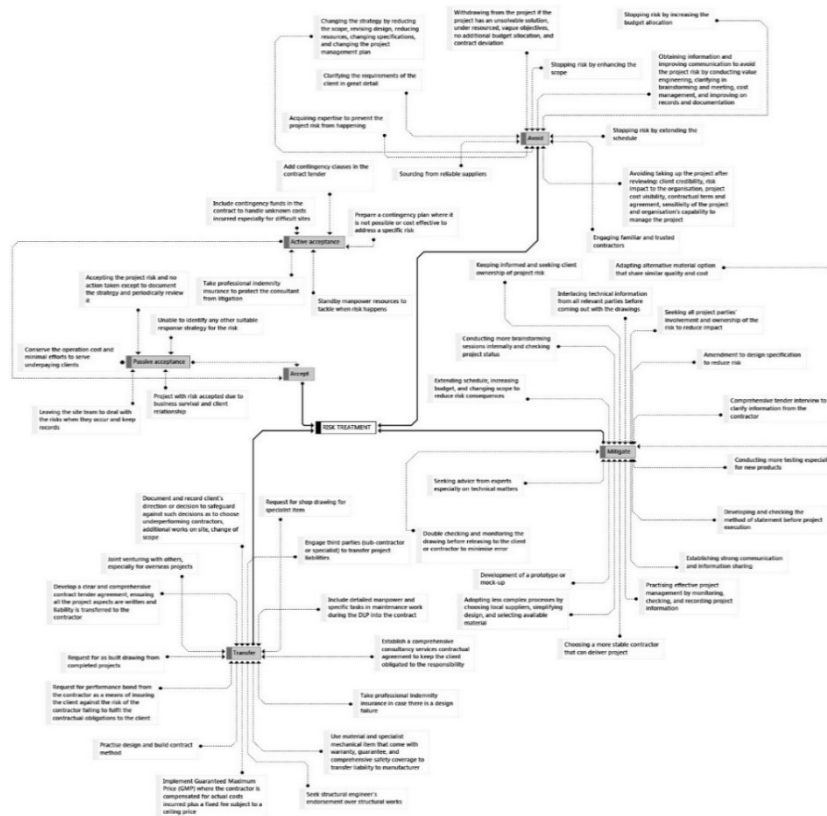 Changing the strategy by reducing
the scope, revising design, reducing
resources, changing specifications,
and changing the project
management plan
Withdrawing from the project if the
project has an unsolvable solution,
under resourced, vague objectives,
no additional budget allocation, and
contract deviation
Stopping risk by increasing the
budget allocation
Clarifying the requirements of the
client in great detail
Stopping risk by enhancing the
scope
Obtaining information and
improving communication to avoid
the project risk by conducting value
engineering, clarifying in
brainstorming and meeting, cost
management, and improving on
records and documentation
Acquiring expertise to prevent the
project risk from happening
Avoid
Stopping risk by extending the
schedule
Sourcing from reliable suppliers
Avoiding taking up the project after
reviewing: client credibility, risk
impact to the organisation, project
cost visibility, contractual term and
agreement, sensitivity of the project
and organisation's capability to
manage the project
Engaging familiar and trusted
contractors
Add contingency clauses in the
contract tender
Include contingency funds in the
contract to handle unknown costs
incurred especially for difficult sites
Prepare a contingency plan where it
is not possible or cost effective to
address a specific risk
Active acceptance
Take professional indemnity
insurance to protect the consultant
from litigation
Standby manpower resources to
tackle when risk happens
Accepting the project risk and no
action taken except to document
the strategy and periodically review
it
Unable to identify any other suitable
response strategy for the risk
Conserve the operation cost and
minimal efforts to serve
underpaying clients
Passive acceptance
Accept
Leaving the site team to deal with
the risks when they occur and keep
records
Project with risk accepted due to
business survival and client
relationship
RISK TREATMENT
Keeping informed and seeking client
ownership of project risk
Adapting alternative material option
that share similar quality and cost
Interfacing technical information
from all relevant parties before
coming out with the drawings
Seeking all project parties'
involvement and ownership of the
risk to reduce impact
Conducting more brainstorming
sessions internally and checking
project status
Amendment to design specification
to reduce risk
Extending schedule, increasing
budget, and changing scope to
reduce risk consequences
Comprehensive tender interview to
clarify information from the
contractor
Mitigate
Seeking advice from experts
especially on technical matters
Conducting more testing especial
for new products
Double checking and monitoring the
drawing before releasing to the client
or contractor to minimise error
Developing and checking the
method of statement before project
execution
Development of a prototype or
mock-up
Establishing strong communication
and information sharing
Adopting less complex processes by
choosing local suppliers, simplifying
design, and selecting available
material
Practising effective project
management by monitoring,
checking, and recording project
information
Choosing a more stable contractor
that can deliver project
Document and record client's
direction or decision to safeguard
against such decisions as to choose
underperforming contractors,
additional works on site, change of
scope
Request for shop drawing for
specialist item
Engage third parties (sub-contractor
or specialist) to transfer project
liabilities
Joint venturing with others,
especially for overseas projects
Develop a clear and comprehensive
contract tender agreement, ensuring
all the project aspects are written and
liability is transferred to the
contractor
Include detailed manpower and
specific tasks in maintenance work
during the DLP into the contract
Transfer
Request for as built drawing from
completed projects
Establish a comprehensive
consultancy services contractual
agreement to keep the client
obligated to the responsibility
Request for performance bond from
the contractor as a means of insuring
the client against the risk of the
contractor failing to fulfil the
contractual obligations to the client
Take professional indemnity
insurance in case there is a design
failure
Practise design and build contract
method
Use material and specialist
mechanical item that come with
warranty, guarantee, and
comprehensive safety coverage to
transfer liability to manufacturer
Implement Guaranteed Maximum
Price (GMP) where the contractor is
compensated for actual costs
incurred plus a fixed fee subject to a
ceiling price
Seek structural engineer's
endorsement over structural works